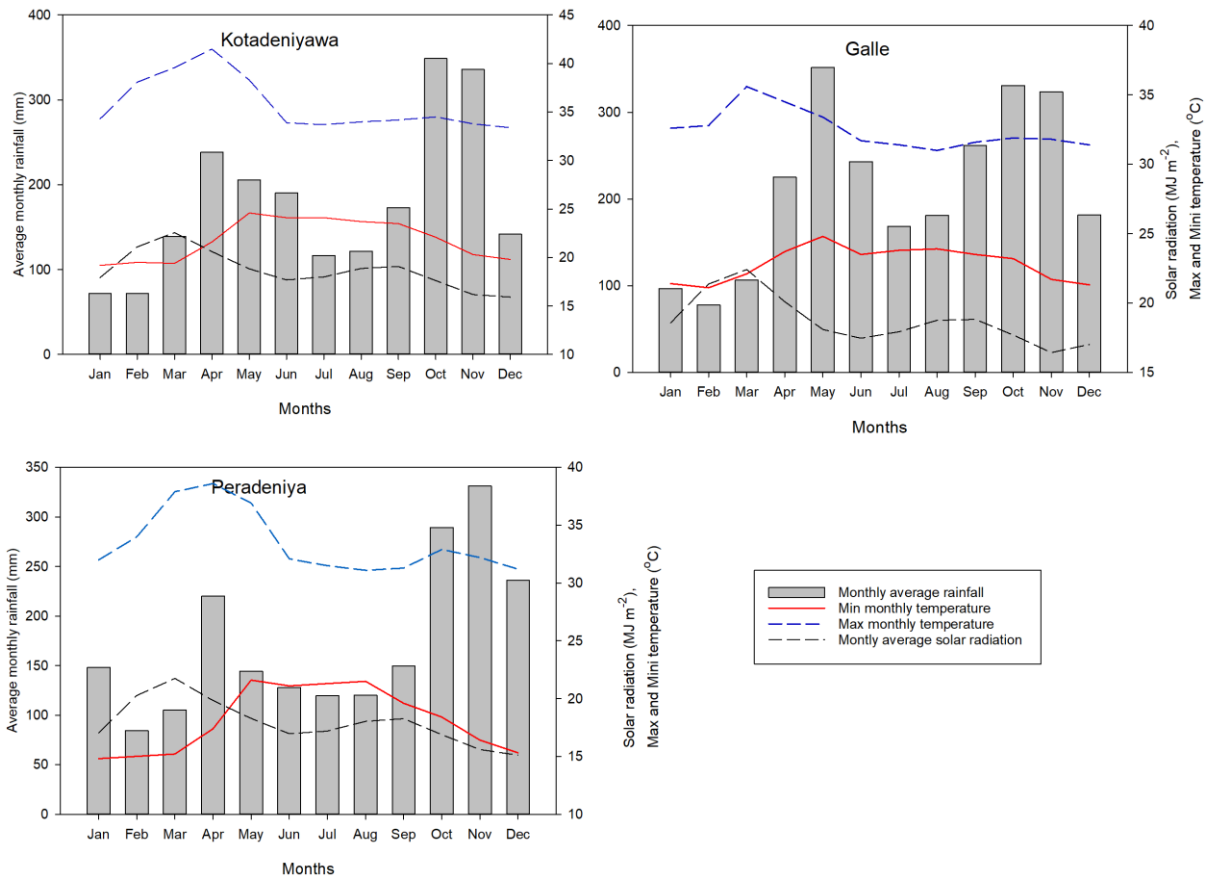 Kotadeniyawa
Average monthly rainfall (mm)
400
300
200
100
0
45
40
35
30
25
20
15
10
Jan Feb Mar Apr May Jun Jul Aug Sep Oct Nov Dec
Months
Galle
400
300
200
100
0
40
35
30
25
20
15
Solar radiation (MJ m-2),
Max and Mini temperature (oC)
Jan Feb Mar Apr May Jun Jul Aug Sep Oct Nov Dec
Months
Peradeniya
Average monthly rainfall (mm)
350
300
250
200
150
100
50
0
40
35
30
25
20
15
10
Solar radiation (MJ m-2),
Max and Mini temperature (oC)
Jan Feb Mar Apr May Jun Jul Aug Sep Oct Nov Dec
Months
Monthly average rainfall
Min monthly temperature
Max monthly temperature
Montly average solar radiation